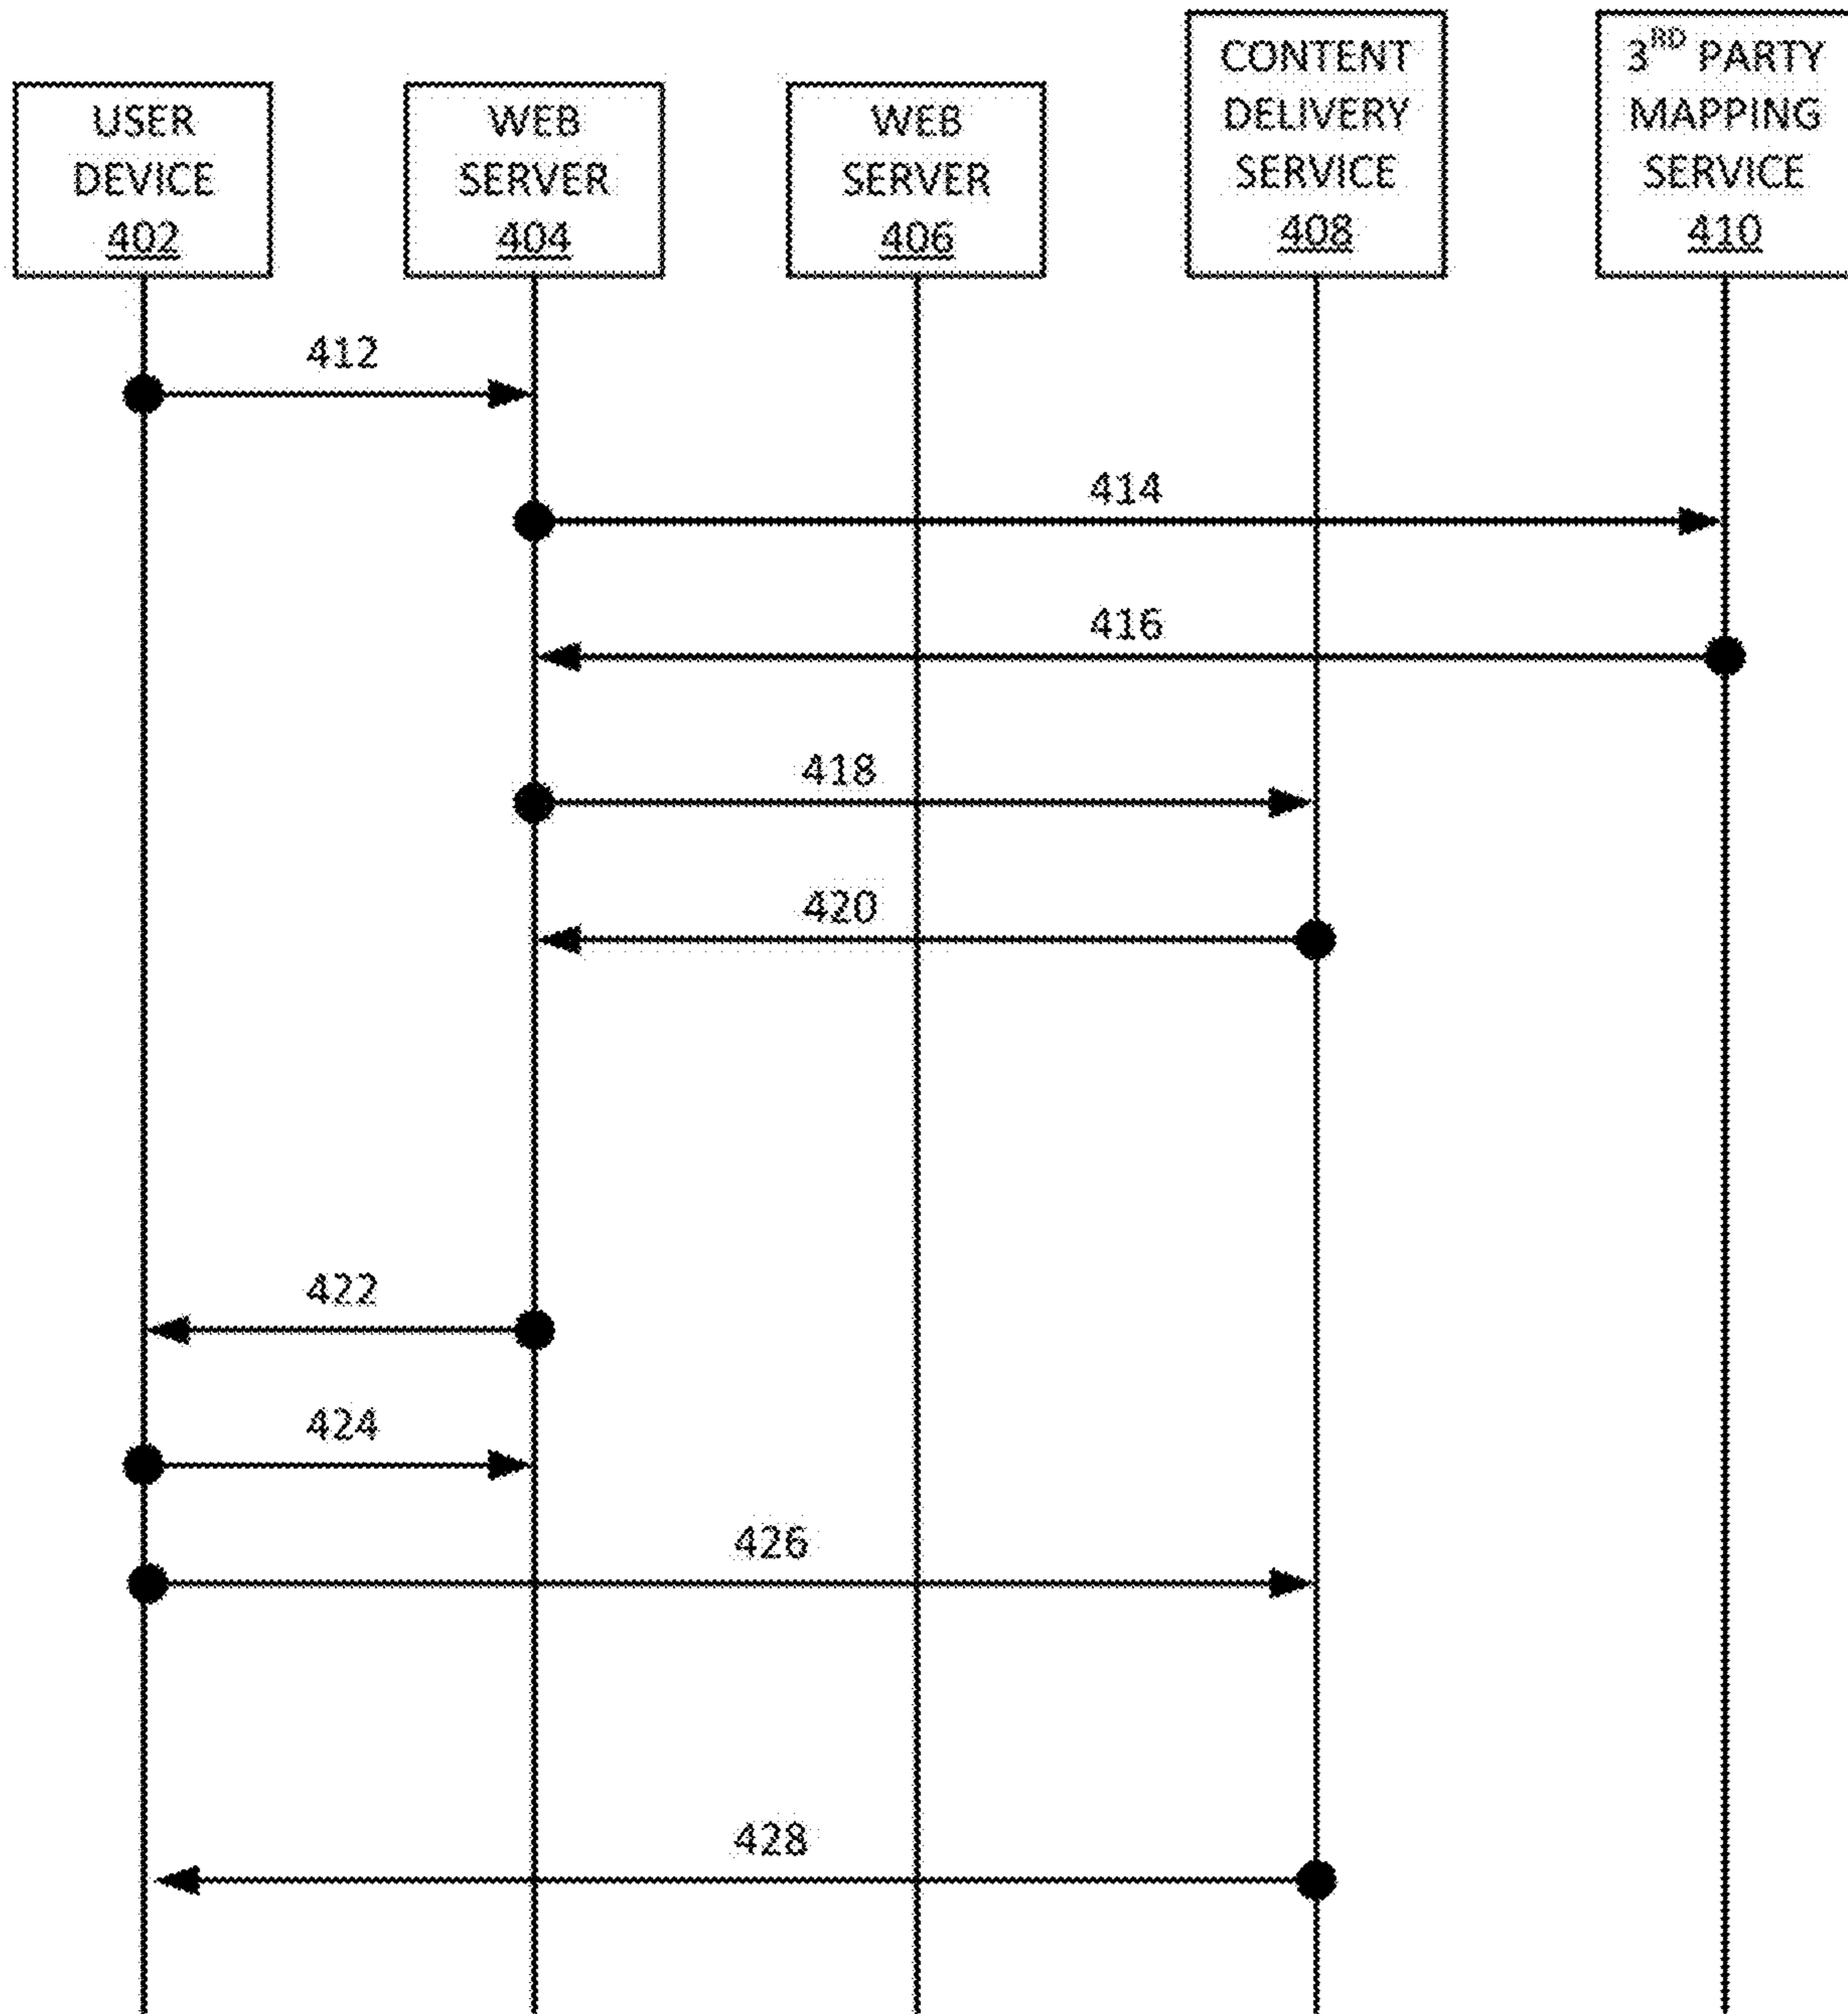 USER
DEVICE
402
WEB
SERVER
404
WEB
SERVER
406
CONTENT
DELIVERY
SERVICE
408
3RD PARTY
MAPPING
SERVICE
410
412
414
416
418
420
422
424
426
428